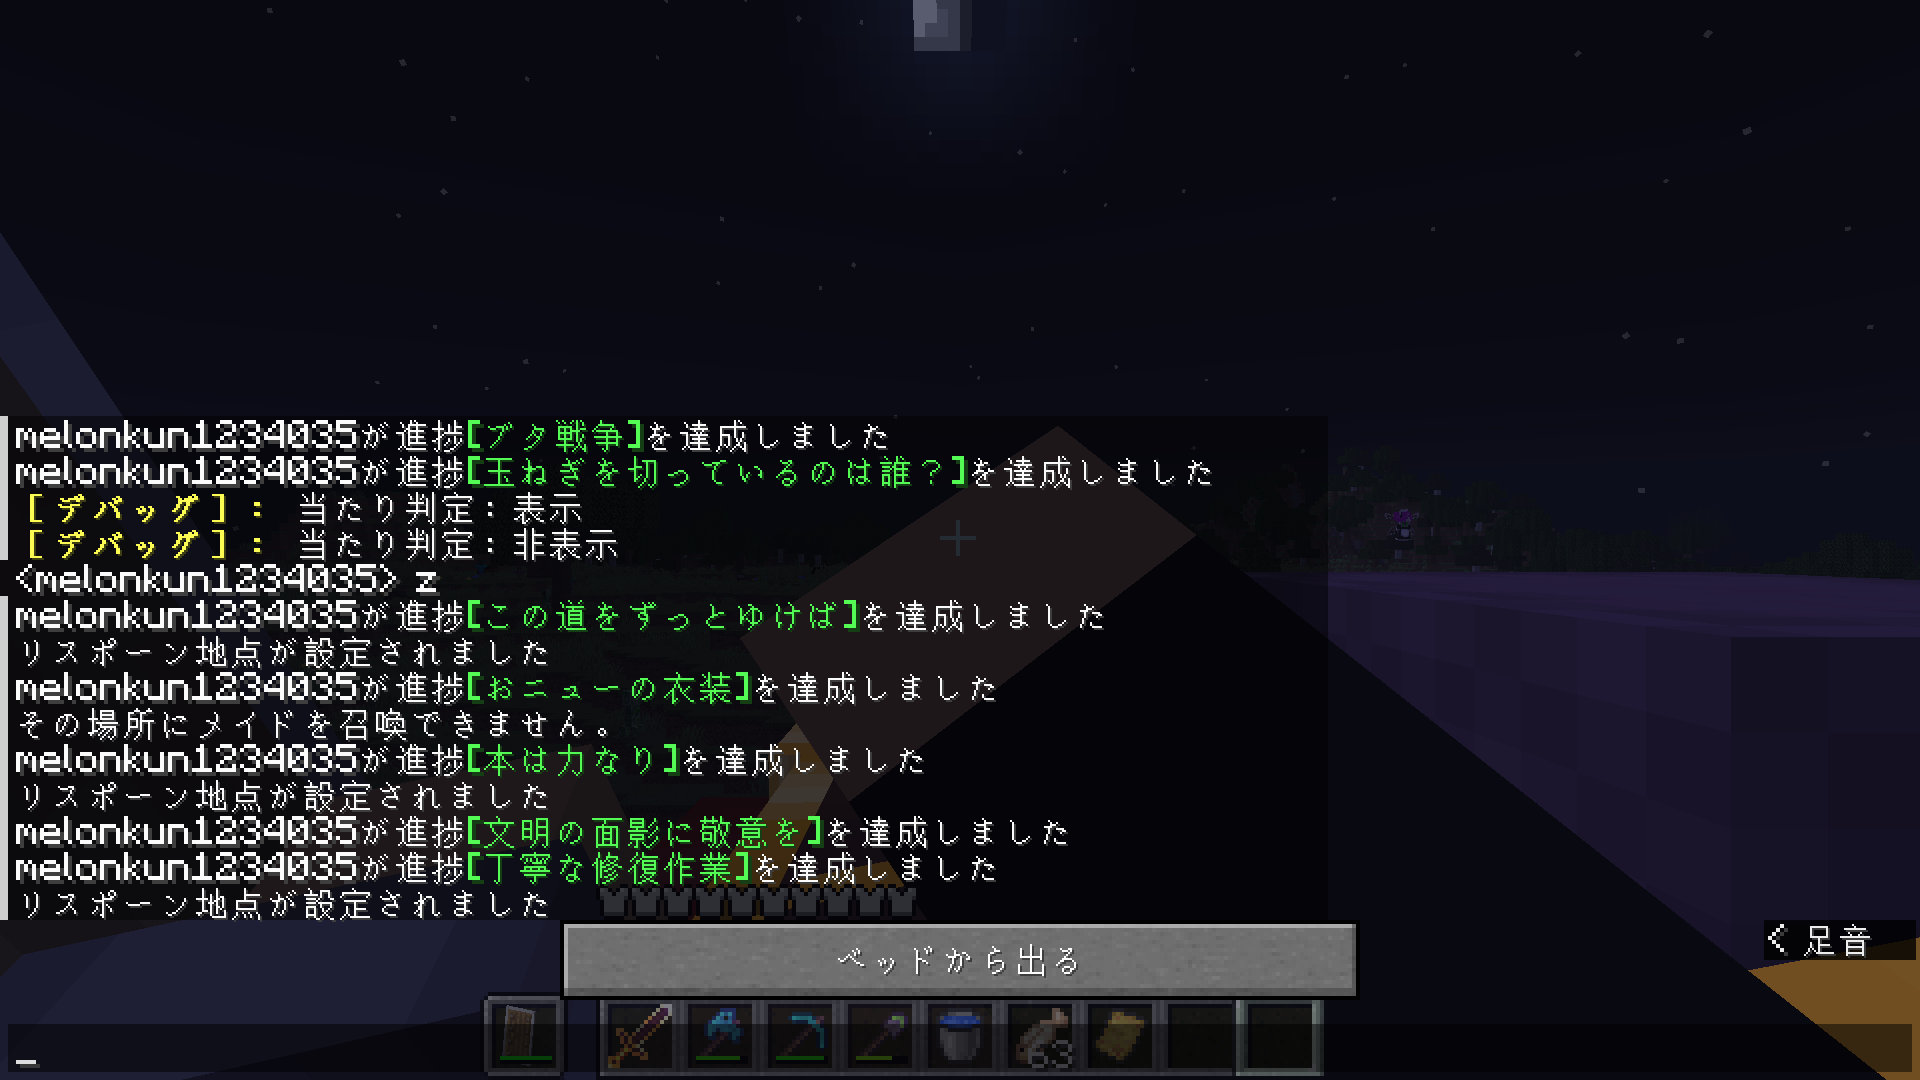 melonkun1234035が進捗[ブタ戦争]を達成しました
melonkun1234035が進捗[玉ねぎを切っているのは誰？]を達成しました
[デバッグ]: 当たり判定：表示
[デバッグ]: 当たり判定：非表示
<melonkun1234035> z
melonkun1234035が進捗[この道をずっとゆけば]を達成しました
リスポーン地点が設定されました
melonkun1234035が進捗[おニューの衣装]を達成しました
その場所にメイドを召喚できません。
melonkun1234035が進捗[本は力なり]を達成しました
リスポーン地点が設定されました
melonkun1234035が進捗[文明の面影に敬意を]を達成しました
melonkun1234035が進捗[丁寧な修復作業]を達成しました
リスポーン地点が設定されました
< 足音
ベッドから出る
63
_